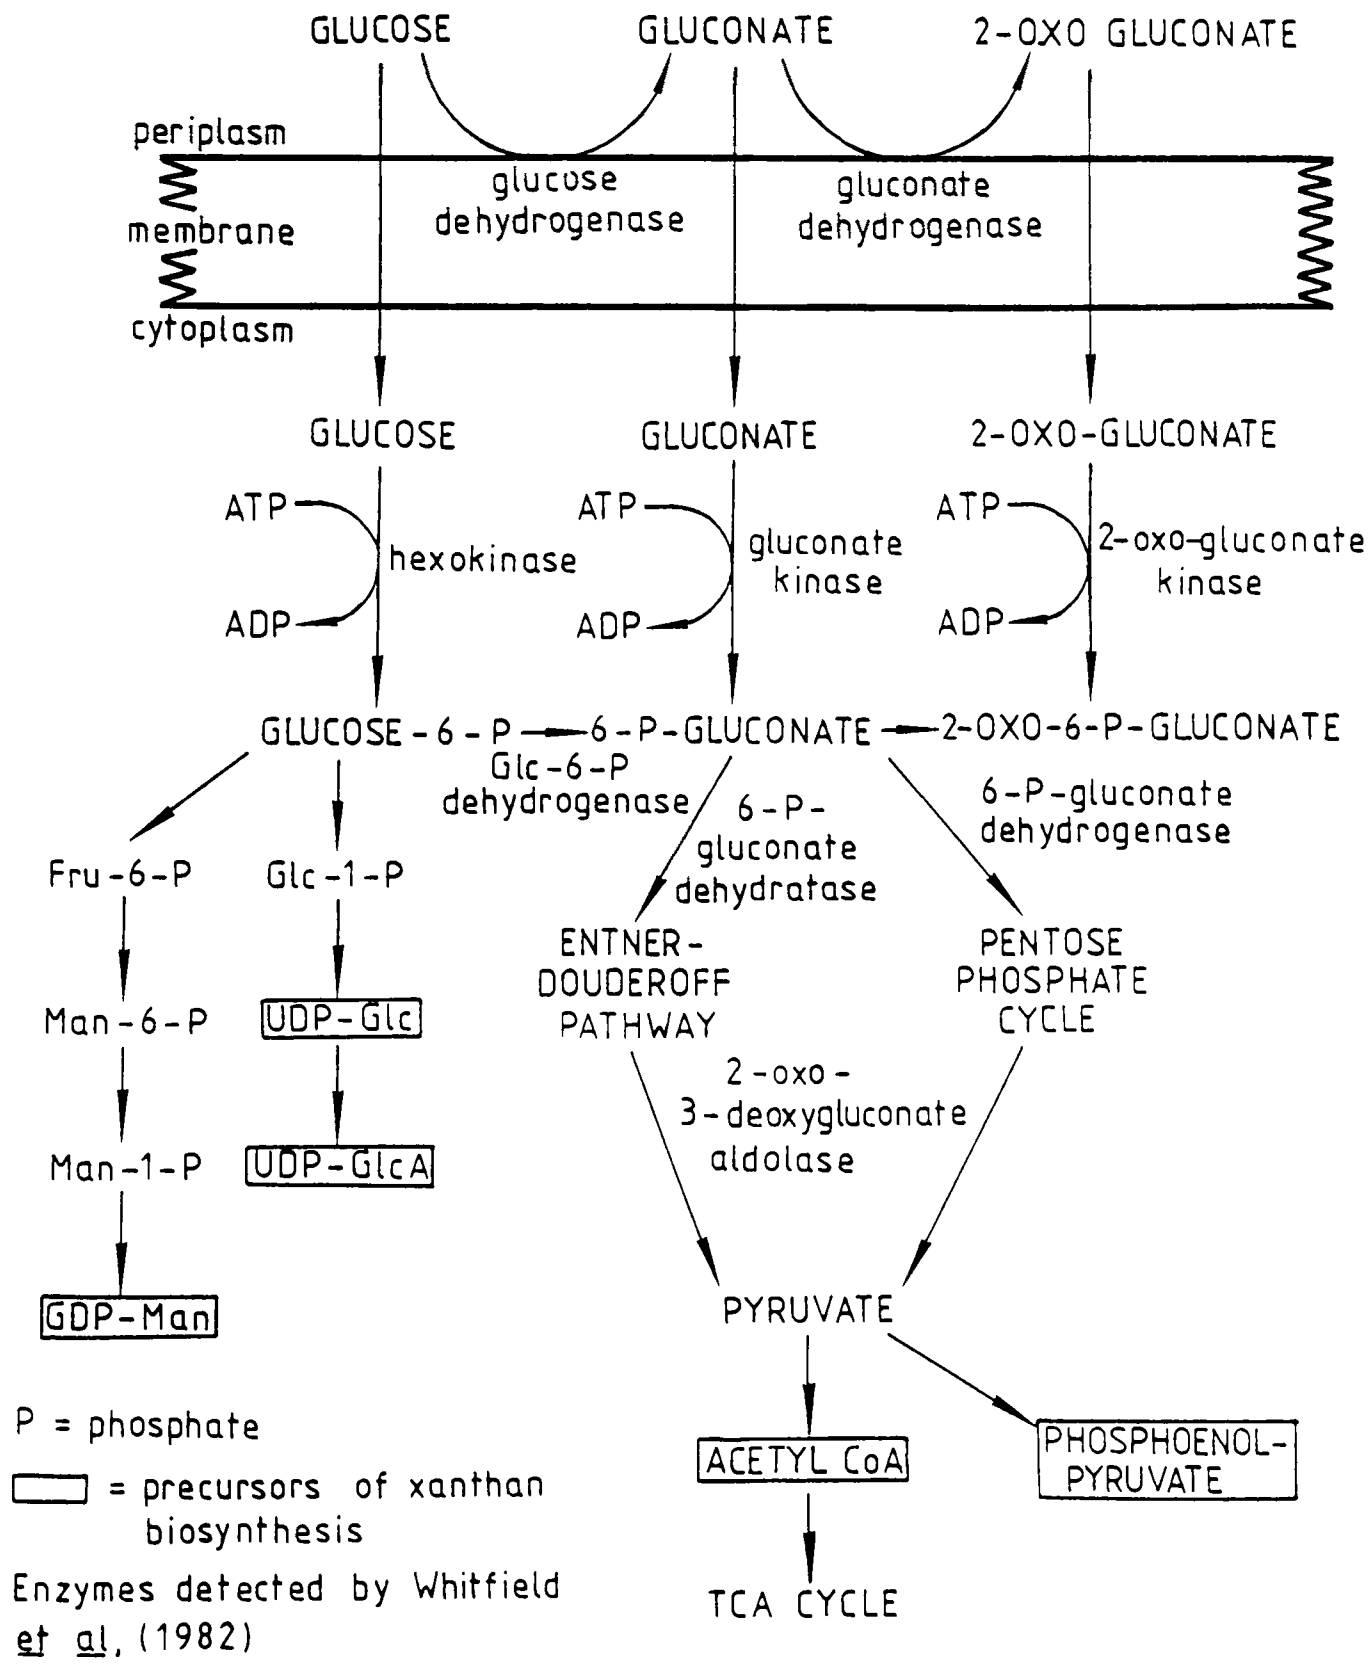 GLUCOSE
GLUCONATE
2-OXO GLUCONATE
periplasm
glucose
dehydrogenase
gluconate
dehydrogenase
membrane
cytoplasm
GLUCOSE
GLUCONATE
2-OXO-GLUCONATE
ATP
ATP
ATP
hexokinase
gluconate
kinase
2-oxo-gluconate
kinase
ADP
ADP
ADP
GLUCOSE-6-P
6-P-GLUCONATE
2-OXO-6-P-GLUCONATE
Glc-6-P
dehydrogenase
6-P-
gluconate
dehydratase
6-P-gluconate
dehydrogenase
Fru-6-P
Glc-1-P
ENTNER-
DOUDEROFF
PATHWAY
PENTOSE
PHOSPHATE
CYCLE
Man-6-P
UDP-Glc
2-oxo-
3-deoxygluconate
aldolase
Man-1-P
UDP-GlcA
GDP-Man
PYRUVATE
ACETYL CoA
PHOSPHOENOL-
PYRUVATE
TCA CYCLE
P = phosphate
= precursors of xanthan
biosynthesis
Enzymes detected by Whitfield
et al, (1982)